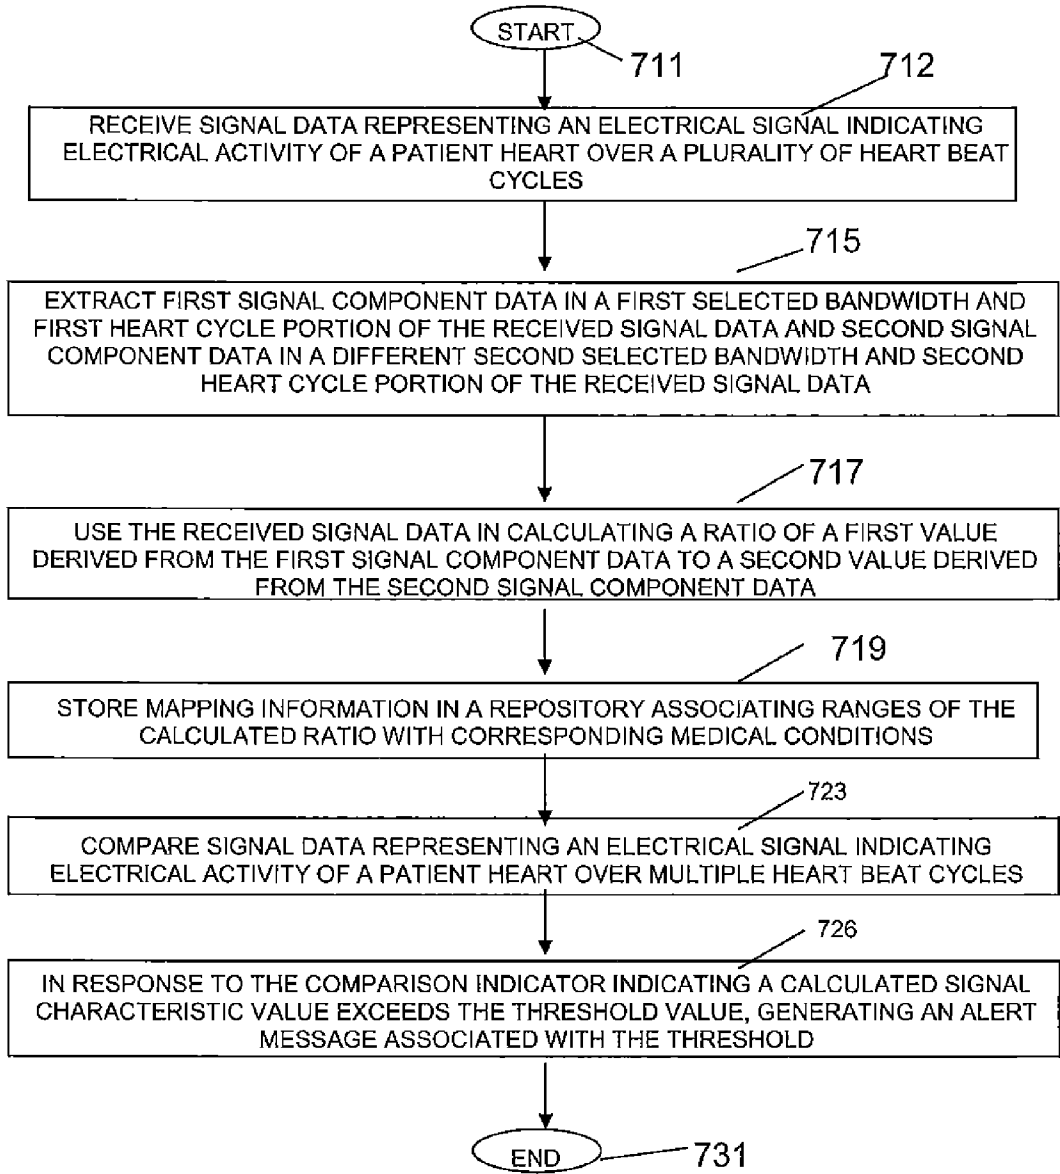 START
711
712
RECEIVE SIGNAL DATA REPRESENTING AN ELECTRICAL SIGNAL INDICATING
ELECTRICAL ACTIVITY OF A PATIENT HEART OVER A PLURALITY OF HEART BEAT
CYCLES
715
EXTRACT FIRST SIGNAL COMPONENT DATA IN A FIRST SELECTED BANDWIDTH AND
FIRST HEART CYCLE PORTION OF THE RECEIVED SIGNAL DATA AND SECOND SIGNAL
COMPONENT DATA IN A DIFFERENT SECOND SELECTED BANDWIDTH AND SECOND
HEART CYCLE PORTION OF THE RECEIVED SIGNAL DATA
717
USE THE RECEIVED SIGNAL DATA IN CALCULATING A RATIO OF A FIRST VALUE
DERIVED FROM THE FIRST SIGNAL COMPONENT DATA TO A SECOND VALUE DERIVED
FROM THE SECOND SIGNAL COMPONENT DATA
719
STORE MAPPING INFORMATION IN A REPOSITORY ASSOCIATING RANGES OF THE
CALCULATED RATIO WITH CORRESPONDING MEDICAL CONDITIONS
723
COMPARE SIGNAL DATA REPRESENTING AN ELECTRICAL SIGNAL INDICATING
ELECTRICAL ACTIVITY OF A PATIENT HEART OVER MULTIPLE HEART BEAT CYCLES
726
IN RESPONSE TO THE COMPARISON INDICATOR INDICATING A CALCULATED SIGNAL
CHARACTERISTIC VALUE EXCEEDS THE THRESHOLD VALUE, GENERATING AN ALERT
MESSAGE ASSOCIATED WITH THE THRESHOLD
END
731